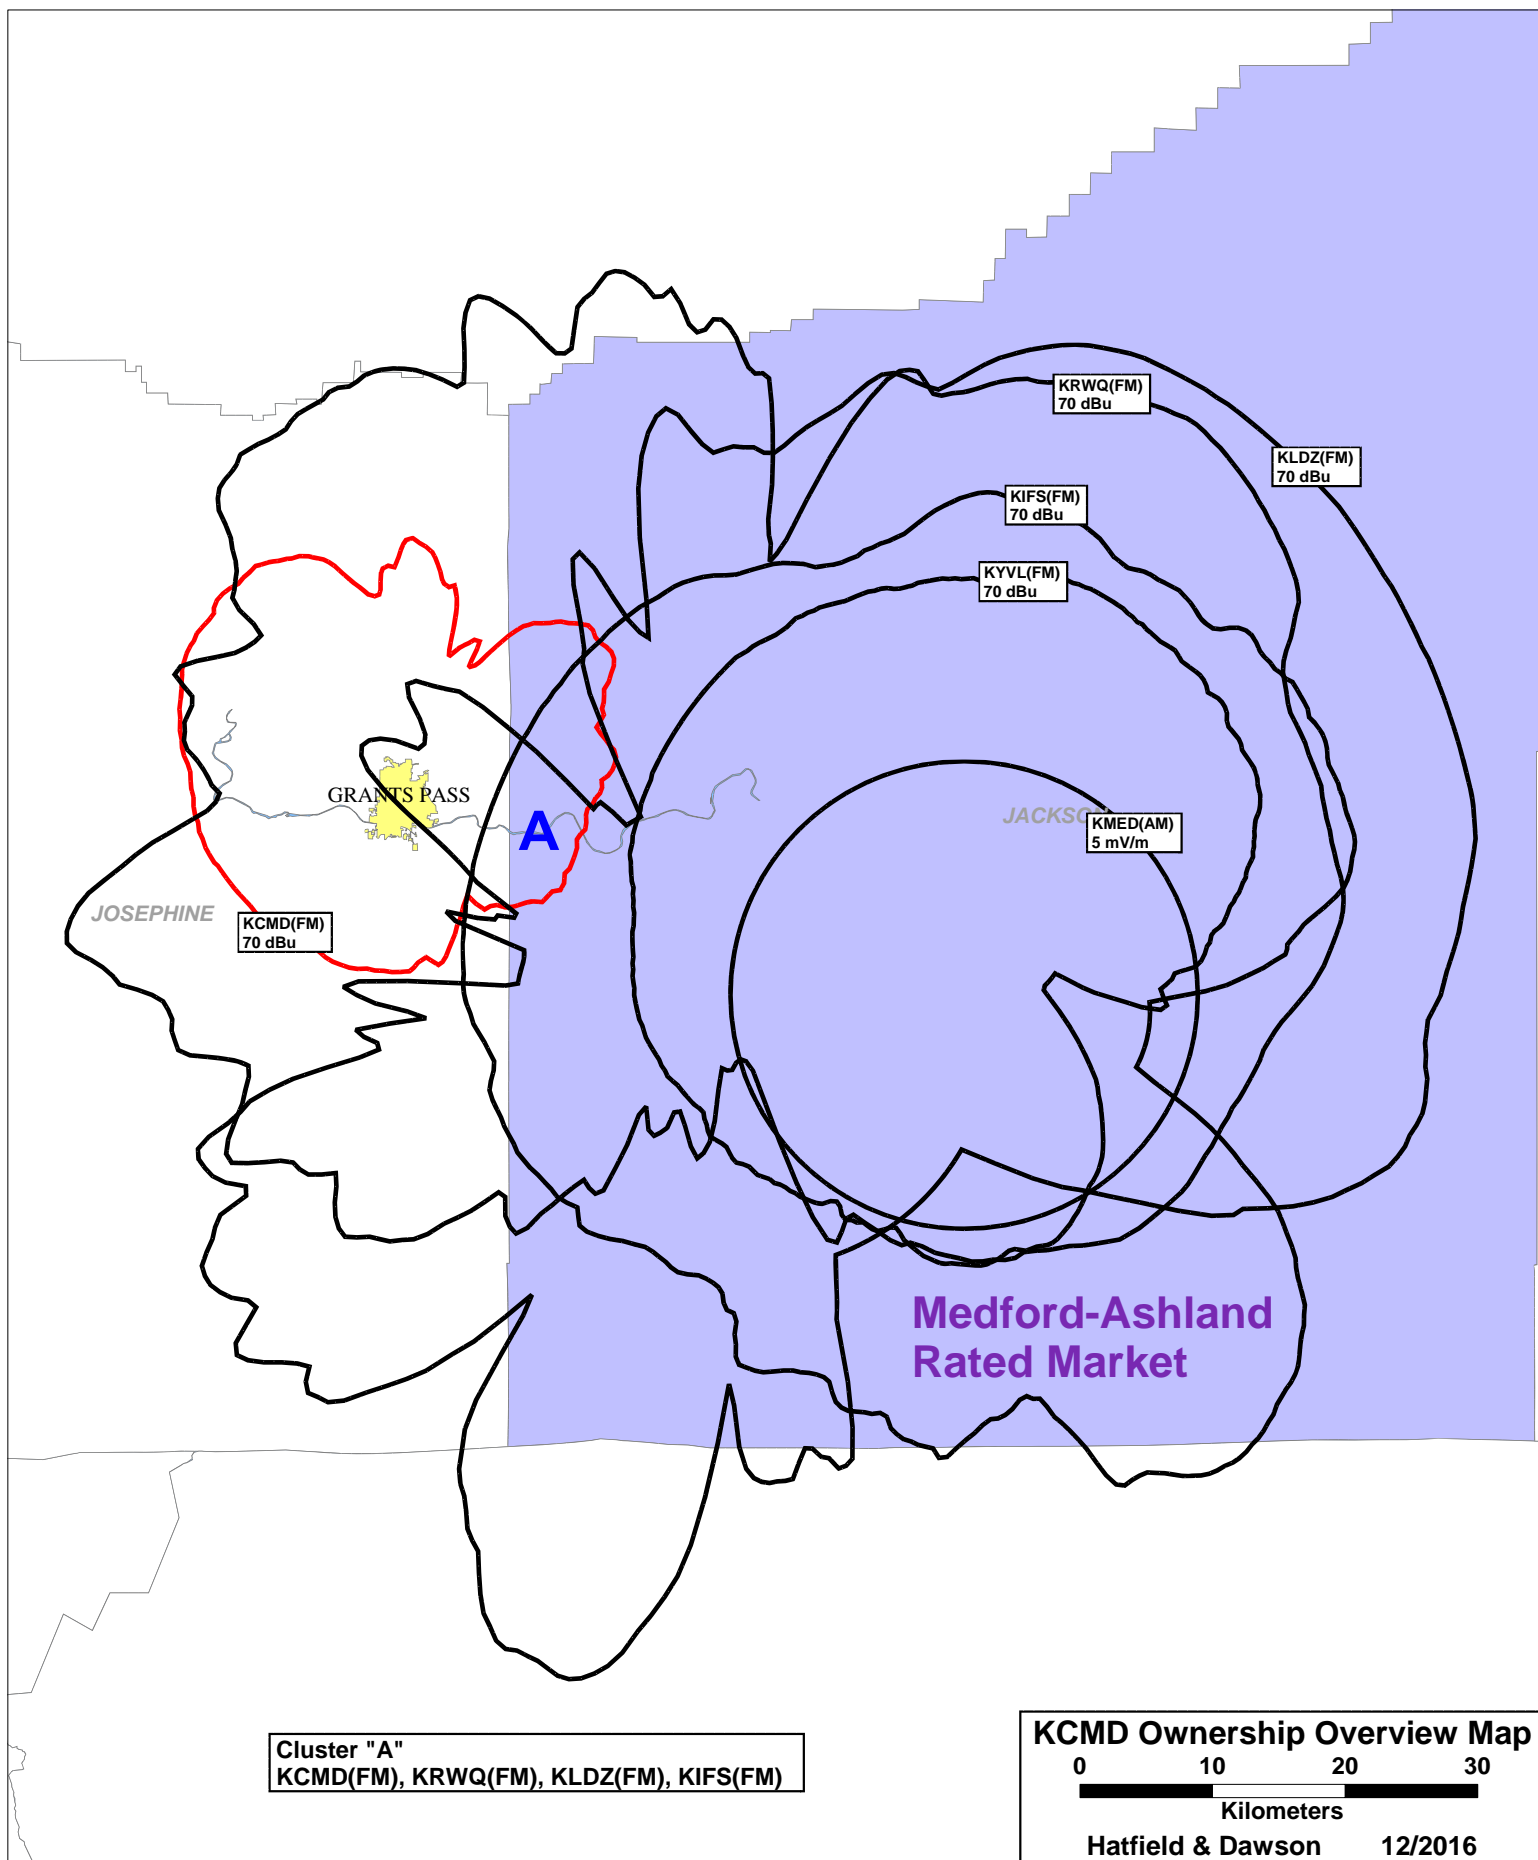 KRWQ(FM)
70 dBu
KLDZ(FM)
70 dBu
KIFS(FM)
70 dBu
KYVL(FM)
70 dBu
GRANTS PASS
A
JACKSON
KMED(AM)
5 mV/m
JOSEPHINE
KCMD(FM)
70 dBu
Medford-Ashland
Rated Market
Cluster "A"
KCMD(FM), KRWQ(FM), KLDZ(FM), KIFS(FM)
KCMD Ownership Overview Map
0 10 20 30
Kilometers
Hatfield & Dawson 12/2016